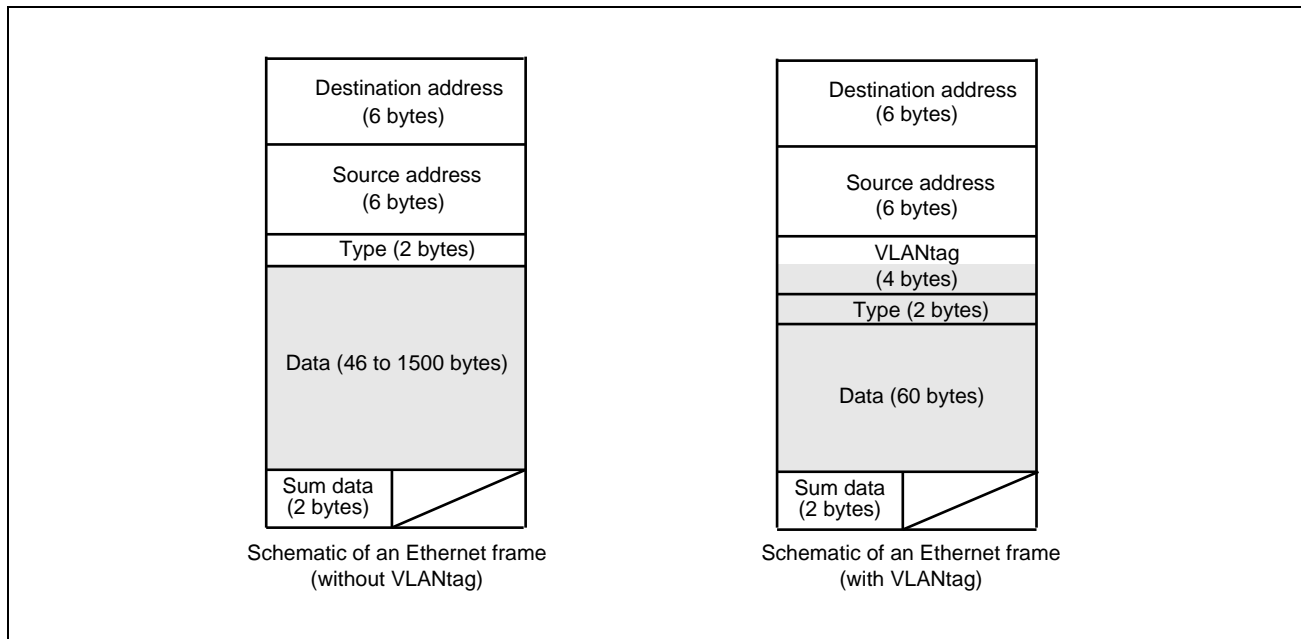 Destination address
(6 bytes)
Source address
(6 bytes)
Type (2 bytes)
Data (46 to 1500 bytes)
Sum data
(2 bytes)
Schematic of an Ethernet frame
(without VLANtag)
Destination address
(6 bytes)
Source address
(6 bytes)
VLANtag
(4 bytes)
Type (2 bytes)
Data (60 bytes)
Sum data
(2 bytes)
Schematic of an Ethernet frame
(with VLANtag)